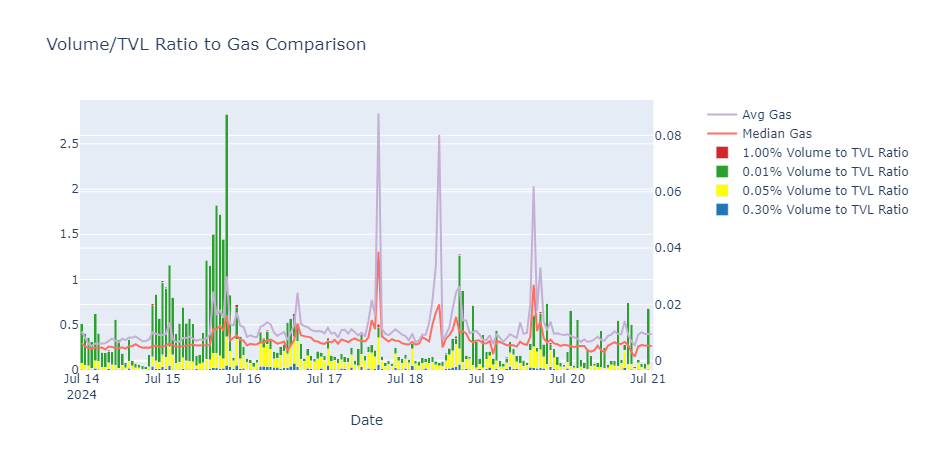 Volume/TVL Ratio to Gas Comparison
Avg Gas
Median Gas
1.00% Volume to TVL Ratio
0.01% Volume to TVL Ratio
0.05% Volume to TVL Ratio
0.30% Volume to TVL Ratio
2.5
2
1.5
1
0.5
0
0.08
0.06
0.04
0.02
0
Jul 14
2024
Jul 15
Jul 16
Jul 17
Jul 18
Jul 19
Jul 20
Jul 21
Date